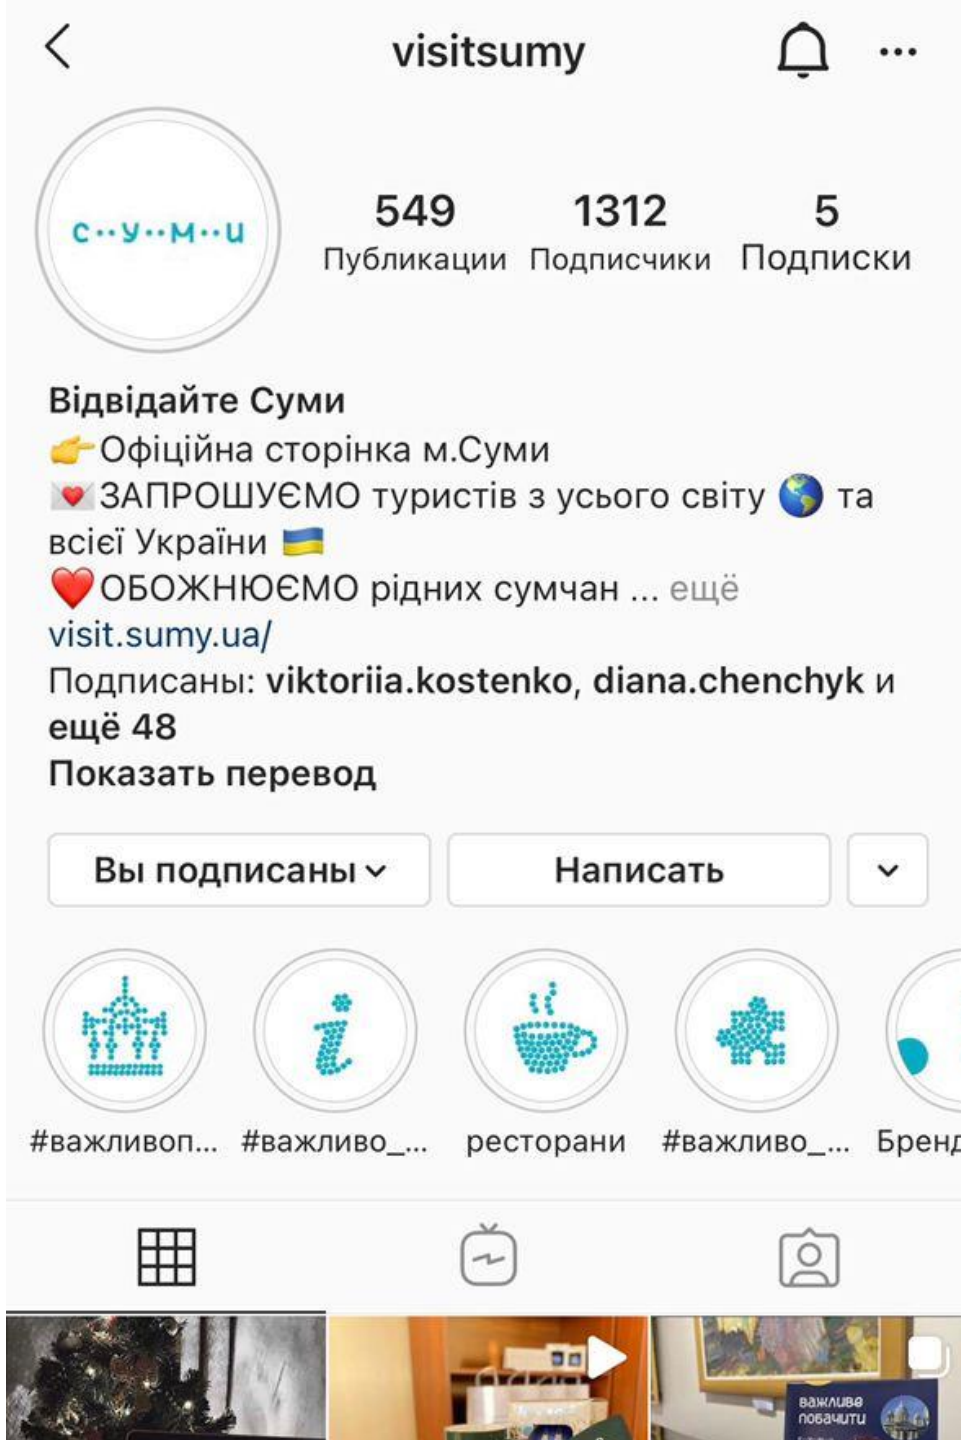 visitsumy
с··у··м··и
549 1312 5
Публикации Подписчики Подписки
Відвідайте Суми
👉Офіційна сторінка м.Суми
💌ЗАПРОШУЄМО туристів з усього світу 🌎 та
всієї України 🇺🇦
❤️ОБОЖНЮЄМО рідних сумчан ... ещё
visit.sumy.ua/
Подписаны: viktoriia.kostenko, diana.chenchyk и
ещё 48
Показать перевод
Вы подписаны Написать
#важливоп... #важливо_... ресторани #важливо_... Бренд
важливе
побачити